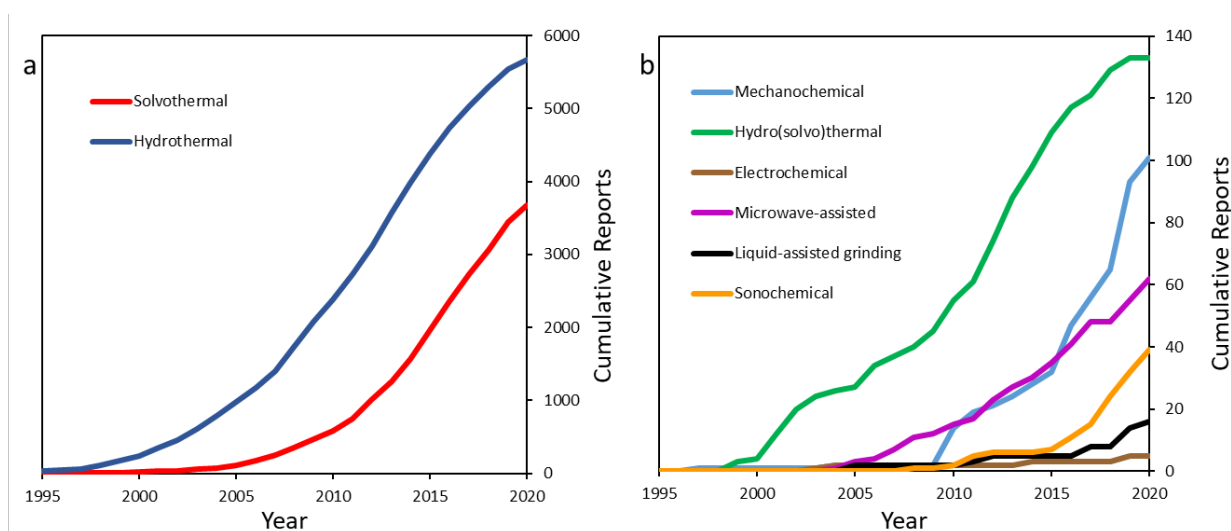 a
Solvothermal
Hydrothermal
6000
5000
4000
3000
2000
1000
0
Cumulative Reports
1995 2000 2005 2010 2015 2020
Year
b
Mechanochemical
Hydro(solvo)thermal
Electrochemical
Microwave-assisted
Liquid-assisted grinding
Sonochemical
140
120
100
80
60
40
20
0
Cumulative Reports
1995 2000 2005 2010 2015 2020
Year